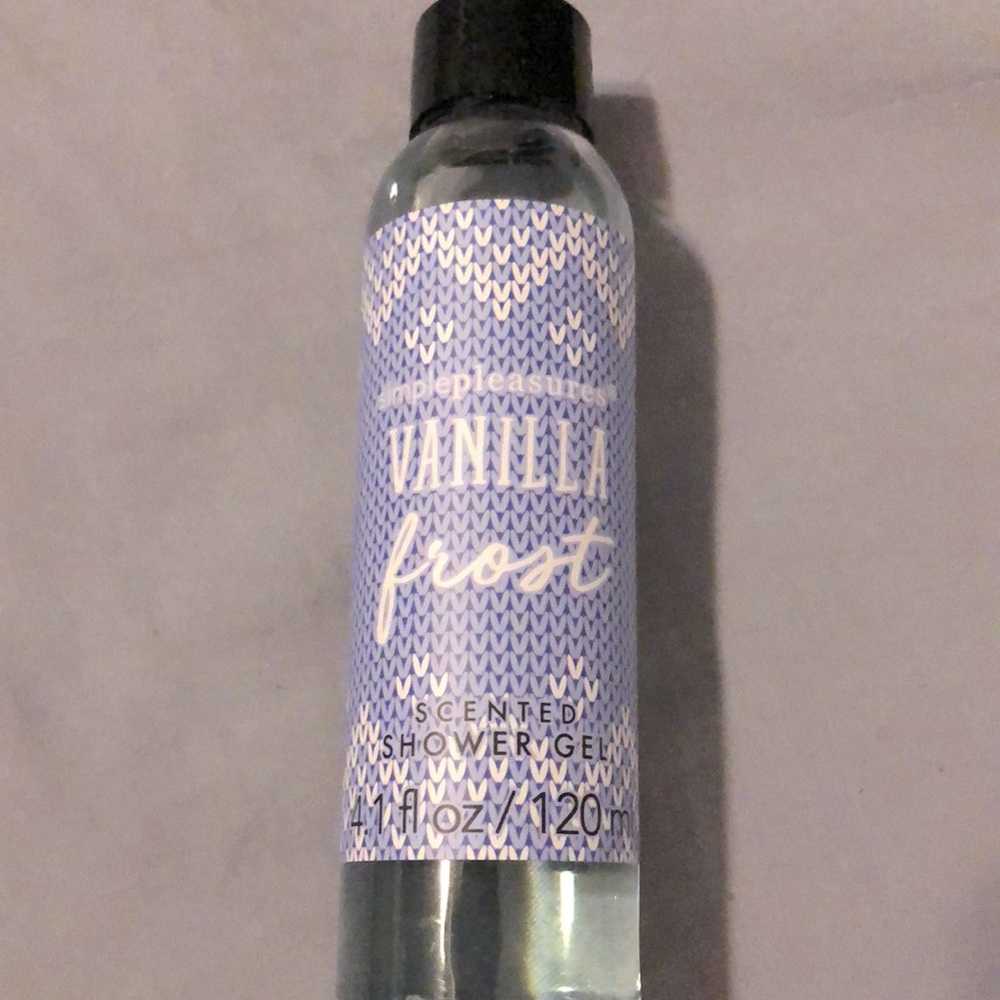 simplepleasures®
VANILLA
frost
SCENTED
SHOWER GEL
4.1 fl oz / 120 m